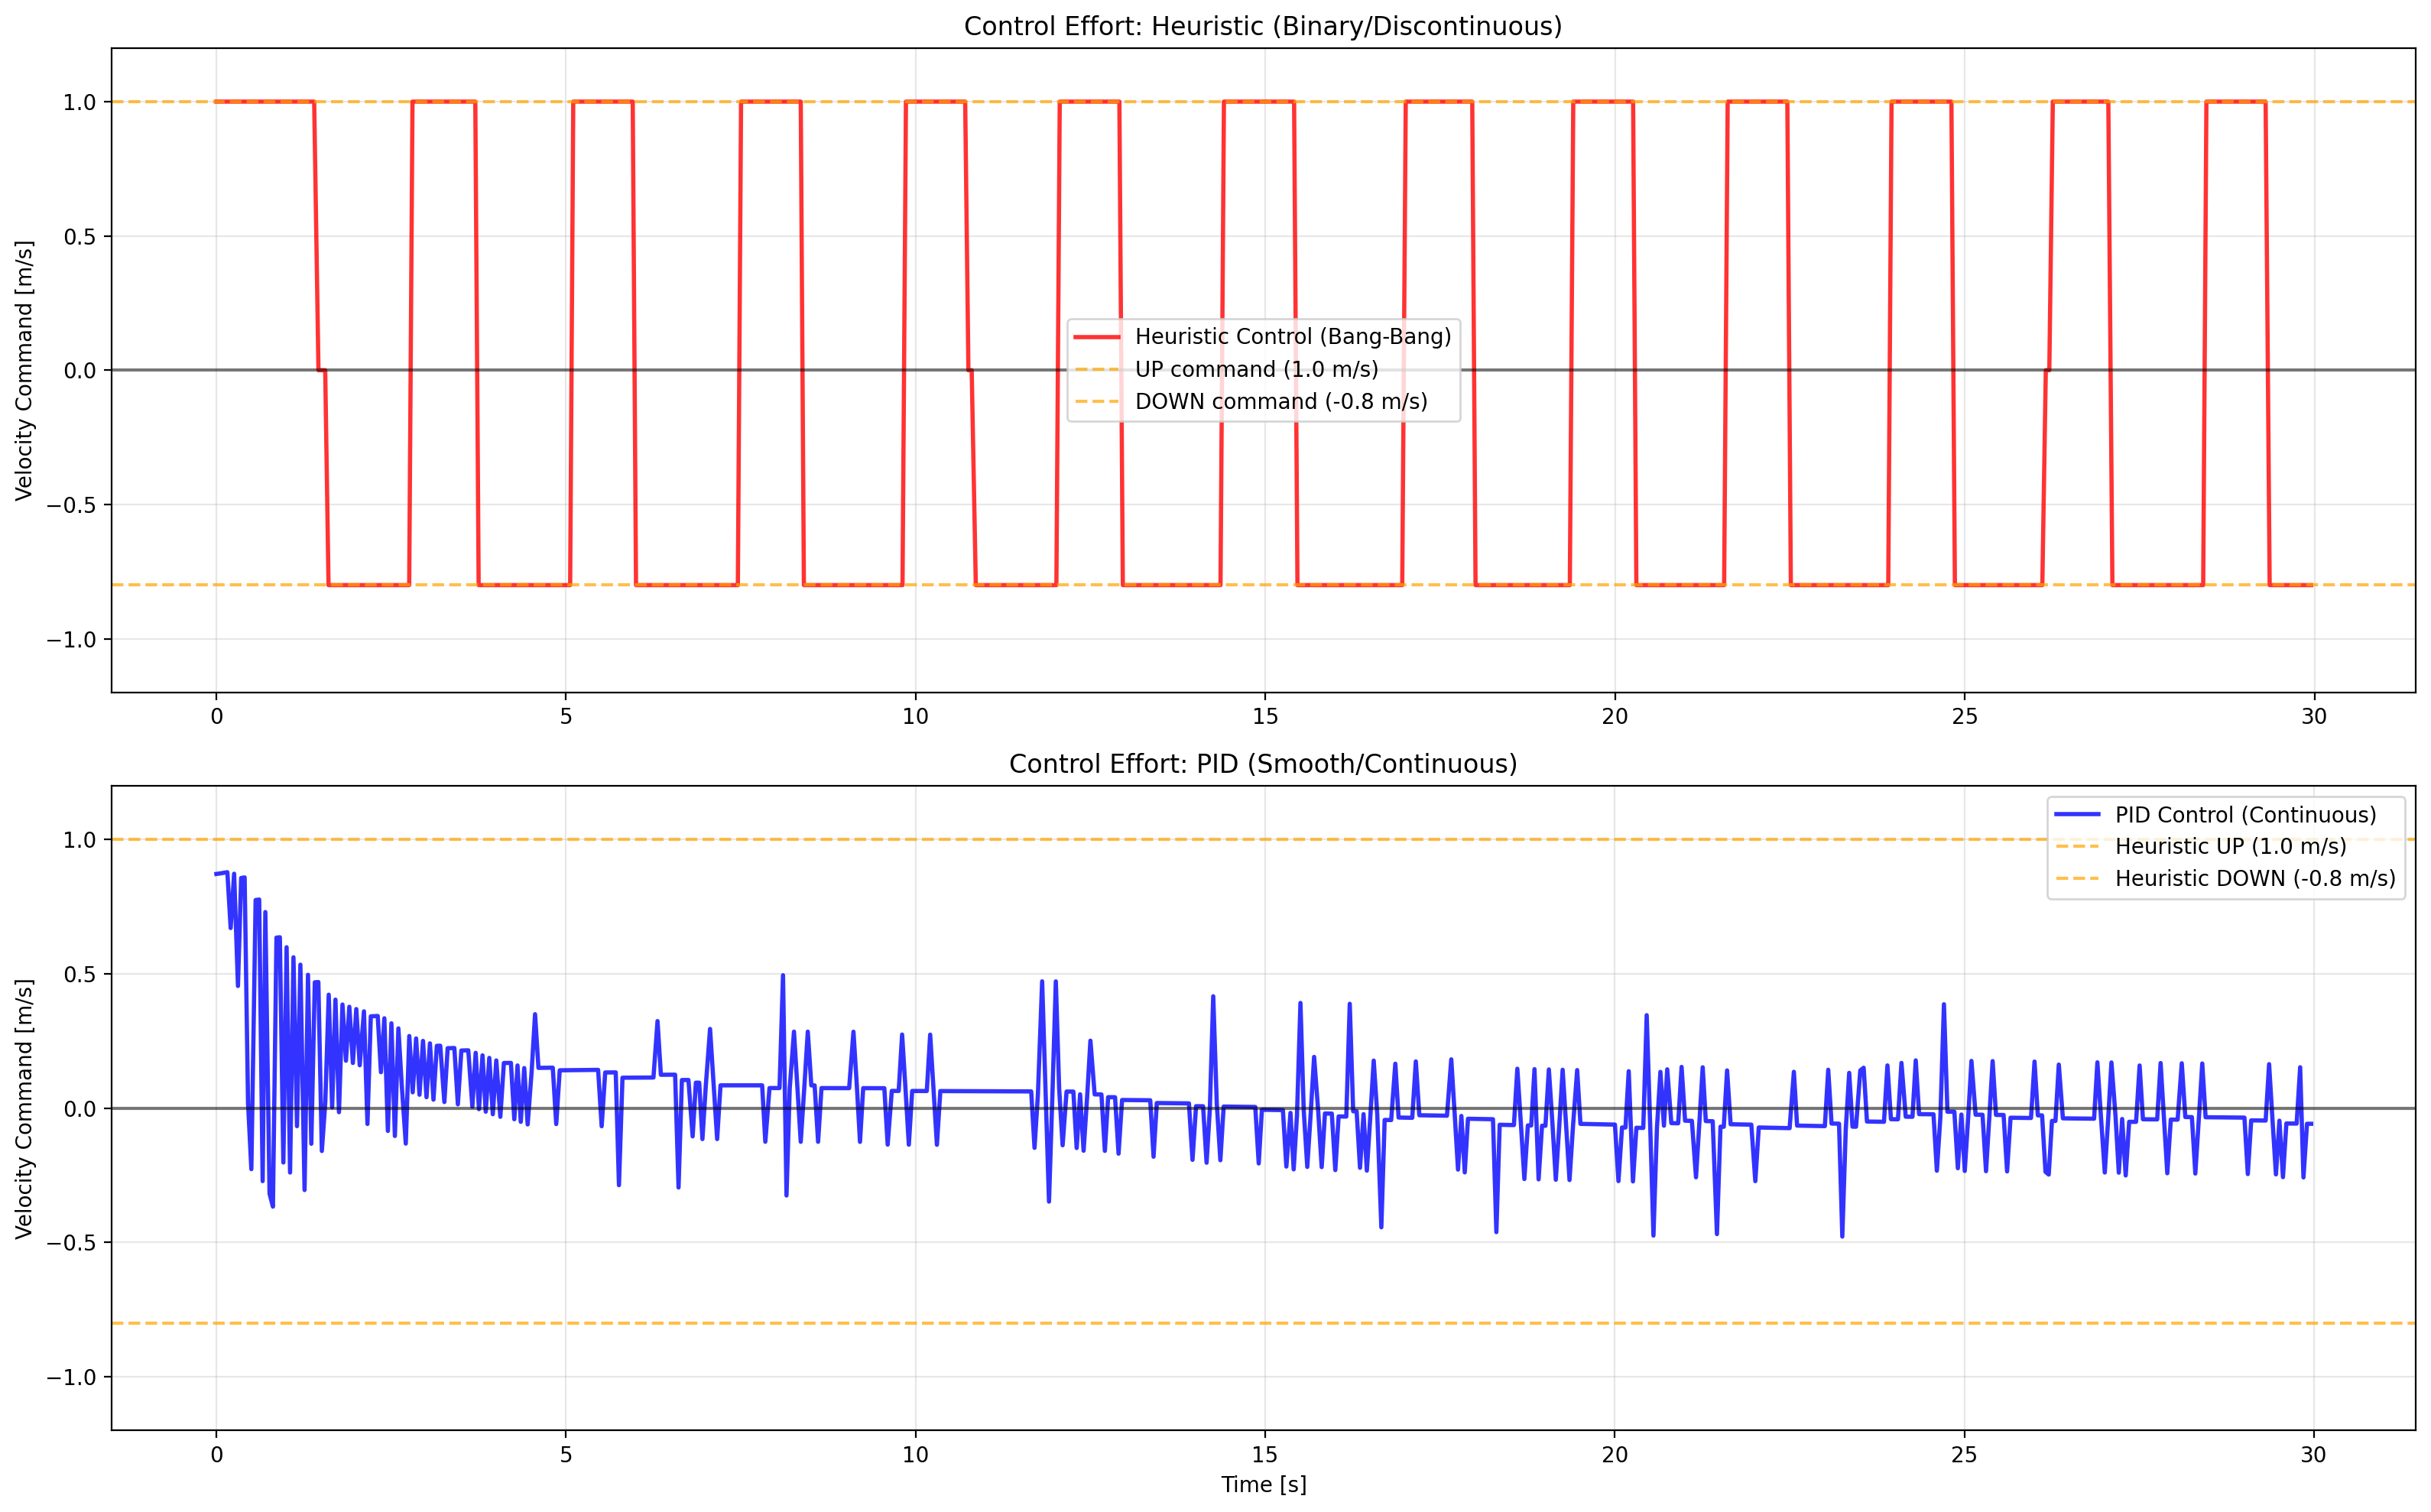 Control Effort: Heuristic (Binary/Discontinuous)
Velocity Command [m/s]
1.0
0.5
0.0
−0.5
−1.0
Heuristic Control (Bang-Bang)
UP command (1.0 m/s)
DOWN command (-0.8 m/s)
0 5 10 15 20 25 30
Control Effort: PID (Smooth/Continuous)
Velocity Command [m/s]
1.0
0.5
0.0
−0.5
−1.0
PID Control (Continuous)
Heuristic UP (1.0 m/s)
Heuristic DOWN (-0.8 m/s)
0 5 10 15 20 25 30
Time [s]